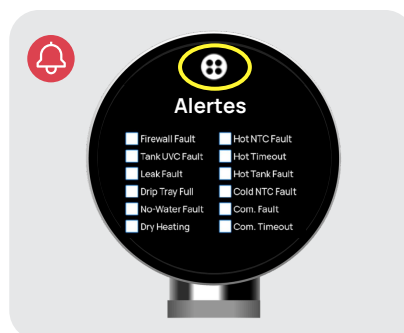 Alertes
Firewall Fault
Hot NTC Fault
Tank UVC Fault
Hot Timeout
Leak Fault
Hot Tank Fault
Drip Tray Full
Cold NTC Fault
No-Water Fault
Com. Fault
Dry Heating
Com. Timeout